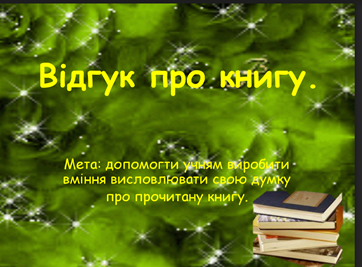 Відгук про книгу.
Мета: допомогти учням виробити
вміння висловлювати свою думку
про прочитану книгу.